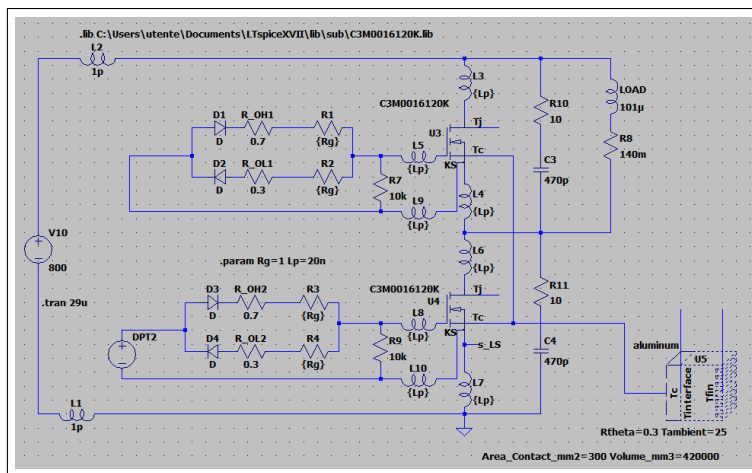 .lib C:\Users\utente\Documents\LTspiceXVII\lib\sub\C3M0016120K.lib
L2
1p
L3
{Lp}
C3M0016120K
LOAD
101µ
R10
10
D1
D
R_OH1
0.7
R1
{Rg}
Tj
U3
L5
{Lp}
Tc
KS
R8
140m
D2
D
R_OL1
0.3
R2
{Rg}
R7
10k
C3
470p
L9
{Lp}
L4
{Lp}
V10
800
.param Rg=1 Lp=20n
L6
{Lp}
.tran 29u
C3M0016120K
R11
10
D3
D
R_OH2
0.7
R3
{Rg}
Tj
U4
L8
{Lp}
Tc
KS
DPT2
D4
D
R_OL2
0.3
R4
{Rg}
R9
10k
s_LS
C4
470p
aluminum
U5
L10
{Lp}
L7
{Lp}
Tc
Tinterface
Tfin
L1
1p
Rtheta=0.3 Tambient=25
Area_Contact_mm2=300 Volume_mm3=420000